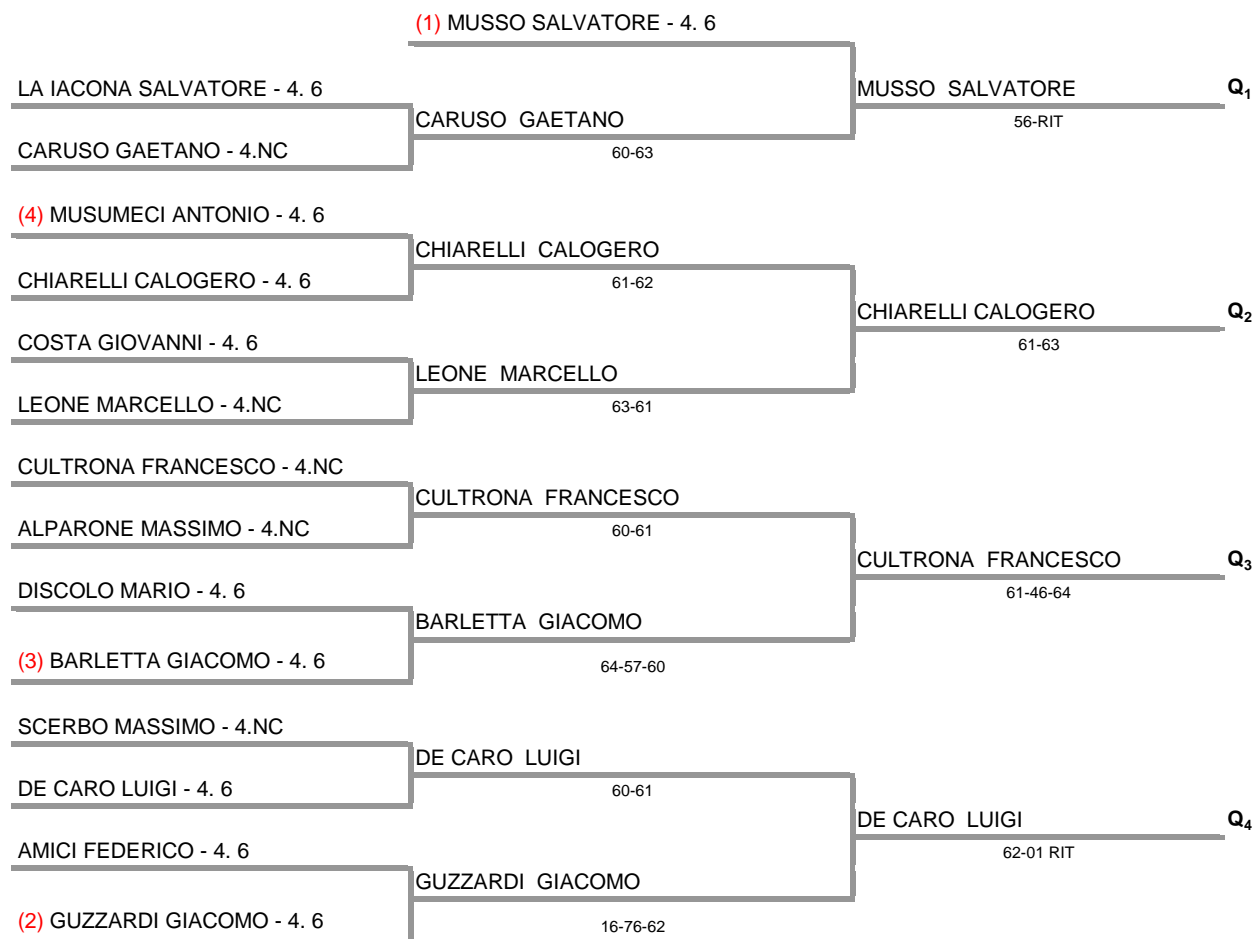 (1) MUSSO SALVATORE - 4. 6
LA IACONA SALVATORE - 4. 6
MUSSO SALVATORE Q1
CARUSO GAETANO
56-RIT
CARUSO GAETANO - 4.NC
60-63
(4) MUSUMECI ANTONIO - 4. 6
CHIARELLI CALOGERO
CHIARELLI CALOGERO - 4. 6
61-62
CHIARELLI CALOGERO Q2
COSTA GIOVANNI - 4. 6
61-63
LEONE MARCELLO
LEONE MARCELLO - 4.NC
63-61
CULTRONA FRANCESCO - 4.NC
CULTRONA FRANCESCO
ALPARONE MASSIMO - 4.NC
60-61
CULTRONA FRANCESCO Q3
DISCOLO MARIO - 4. 6
61-46-64
BARLETTA GIACOMO
(3) BARLETTA GIACOMO - 4. 6
64-57-60
SCERBO MASSIMO - 4.NC
DE CARO LUIGI
DE CARO LUIGI - 4. 6
60-61
DE CARO LUIGI Q4
AMICI FEDERICO - 4. 6
62-01 RIT
GUZZARDI GIACOMO
(2) GUZZARDI GIACOMO - 4. 6
16-76-62